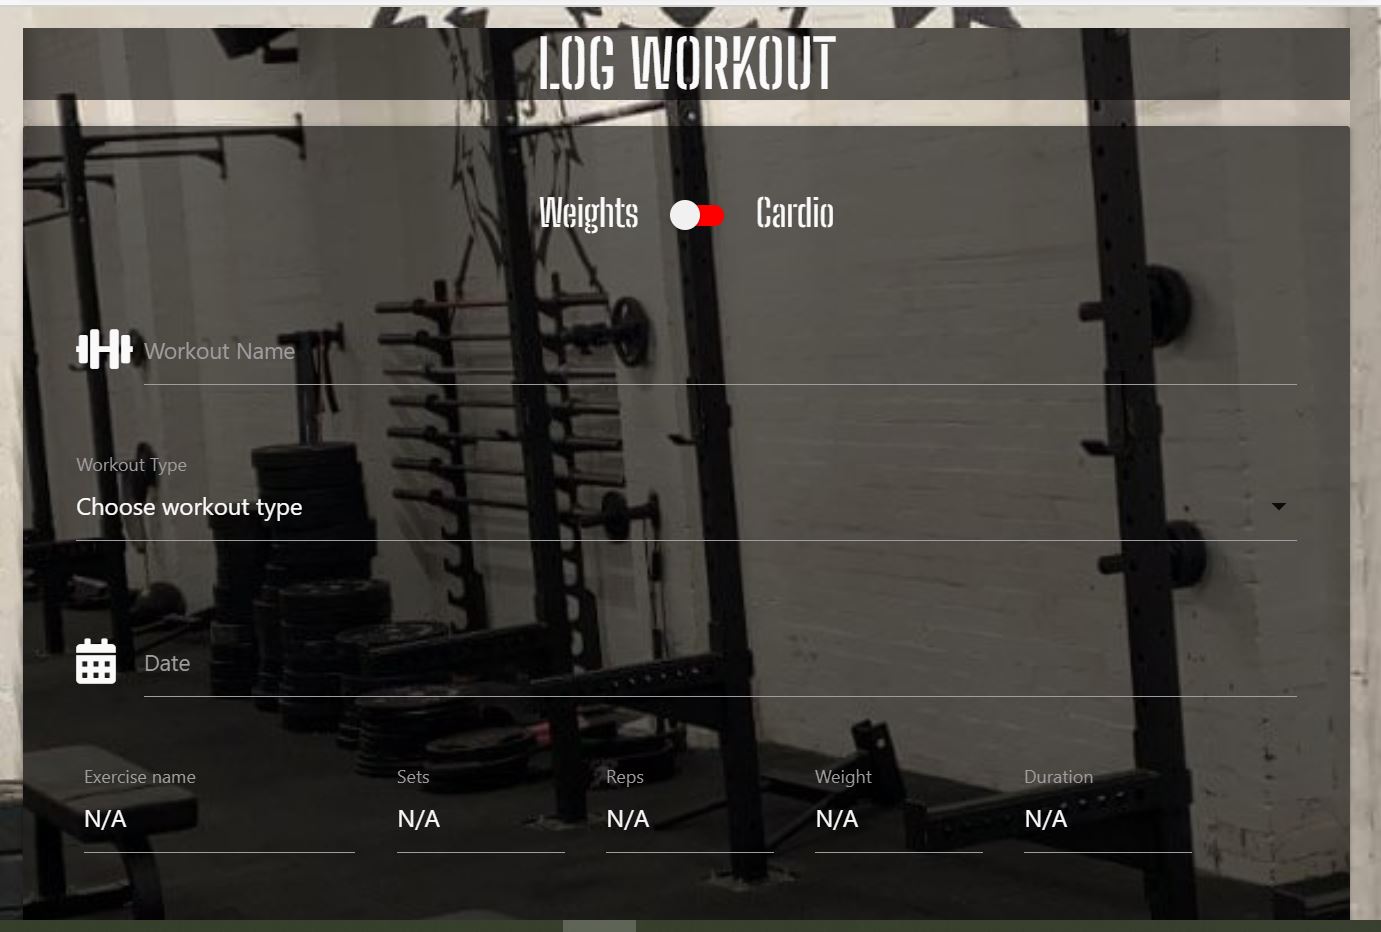 LOG WORKOUT
Weights Cardio
Workout Name
Workout Type
Choose workout type
Date
Exercise name Sets Reps Weight Duration
N/A N/A N/A N/A N/A